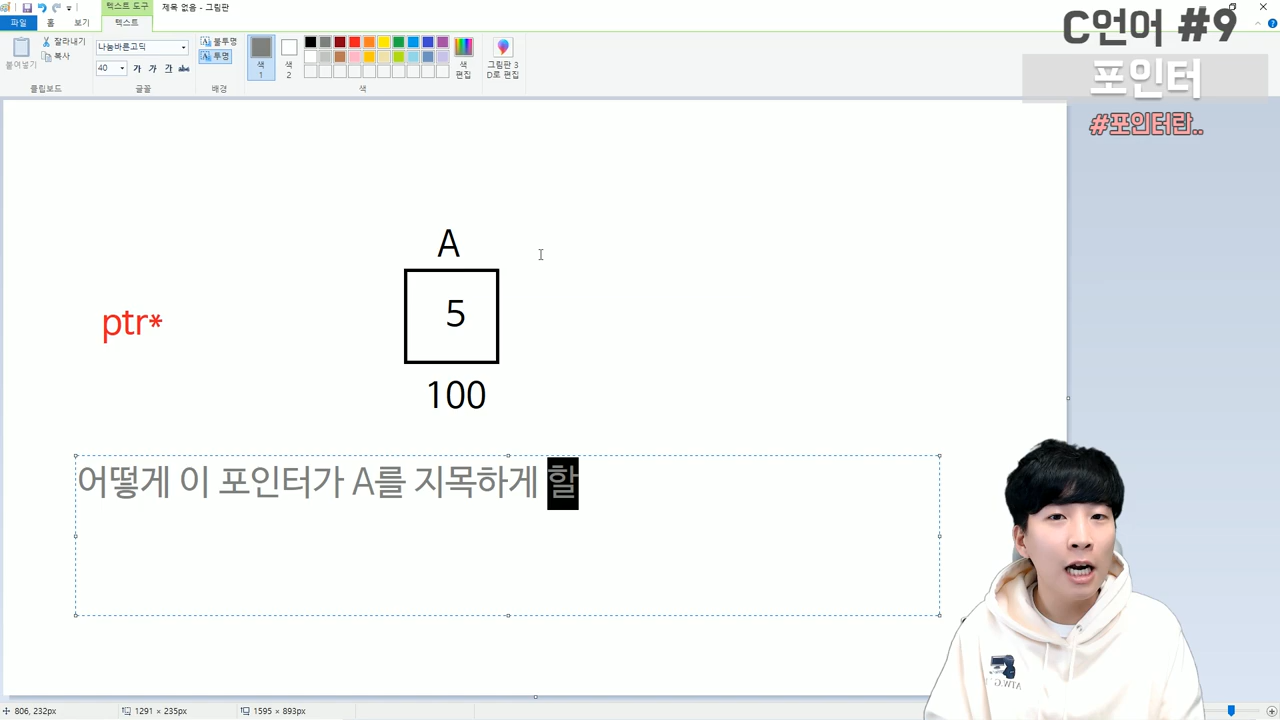 텍스트 도구
제목 없음 - 그림판
파일
홈
보기
텍스트
붙여넣기
잘라내기
복사
클립보드
나눔바른고딕
40
가 가 가 abc
글꼴
불투명
투명
배경
색
1
색
2
색
편집
그림판 3
D로 편집
색
C언어 #9
포인터
#포인터란..
A
5
ptr*
100
어떻게 이 포인터가 A를 지목하게 할
806, 232px
1291 × 235px
1595 × 893px